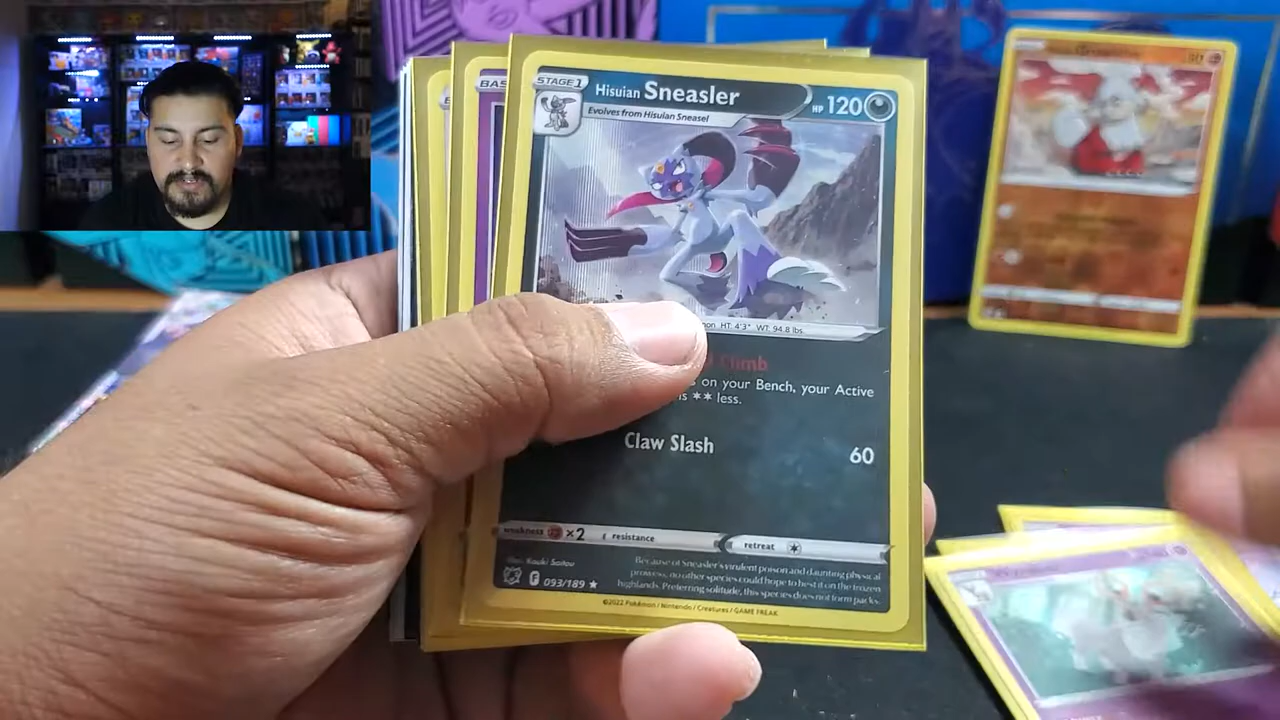 STAGE 1
Hisuian Sneasler
HP 120
Evolves from Hisuian Sneasel
HT: 4'3" WT: 94.8 lbs.
Climb
on your Bench, your Active
is ** less.
Claw Slash
60
weakness ×2 resistance
retreat
Illus. Kouki Saitou
F 093/189 ★
Because of Sneasler's virulent poison and daunting physical
prowess, no other species could hope to best it on the frozen
highlands. Preferring solitude, this species does not form packs.
©2022 Pokémon / Nintendo / Creatures / GAME FREAK
BAS